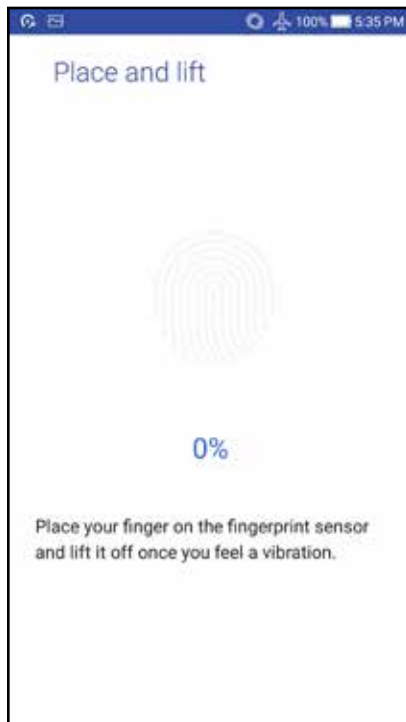 100% 5:35 PM
Place and lift
0%
Place your finger on the fingerprint sensor
and lift it off once you feel a vibration.